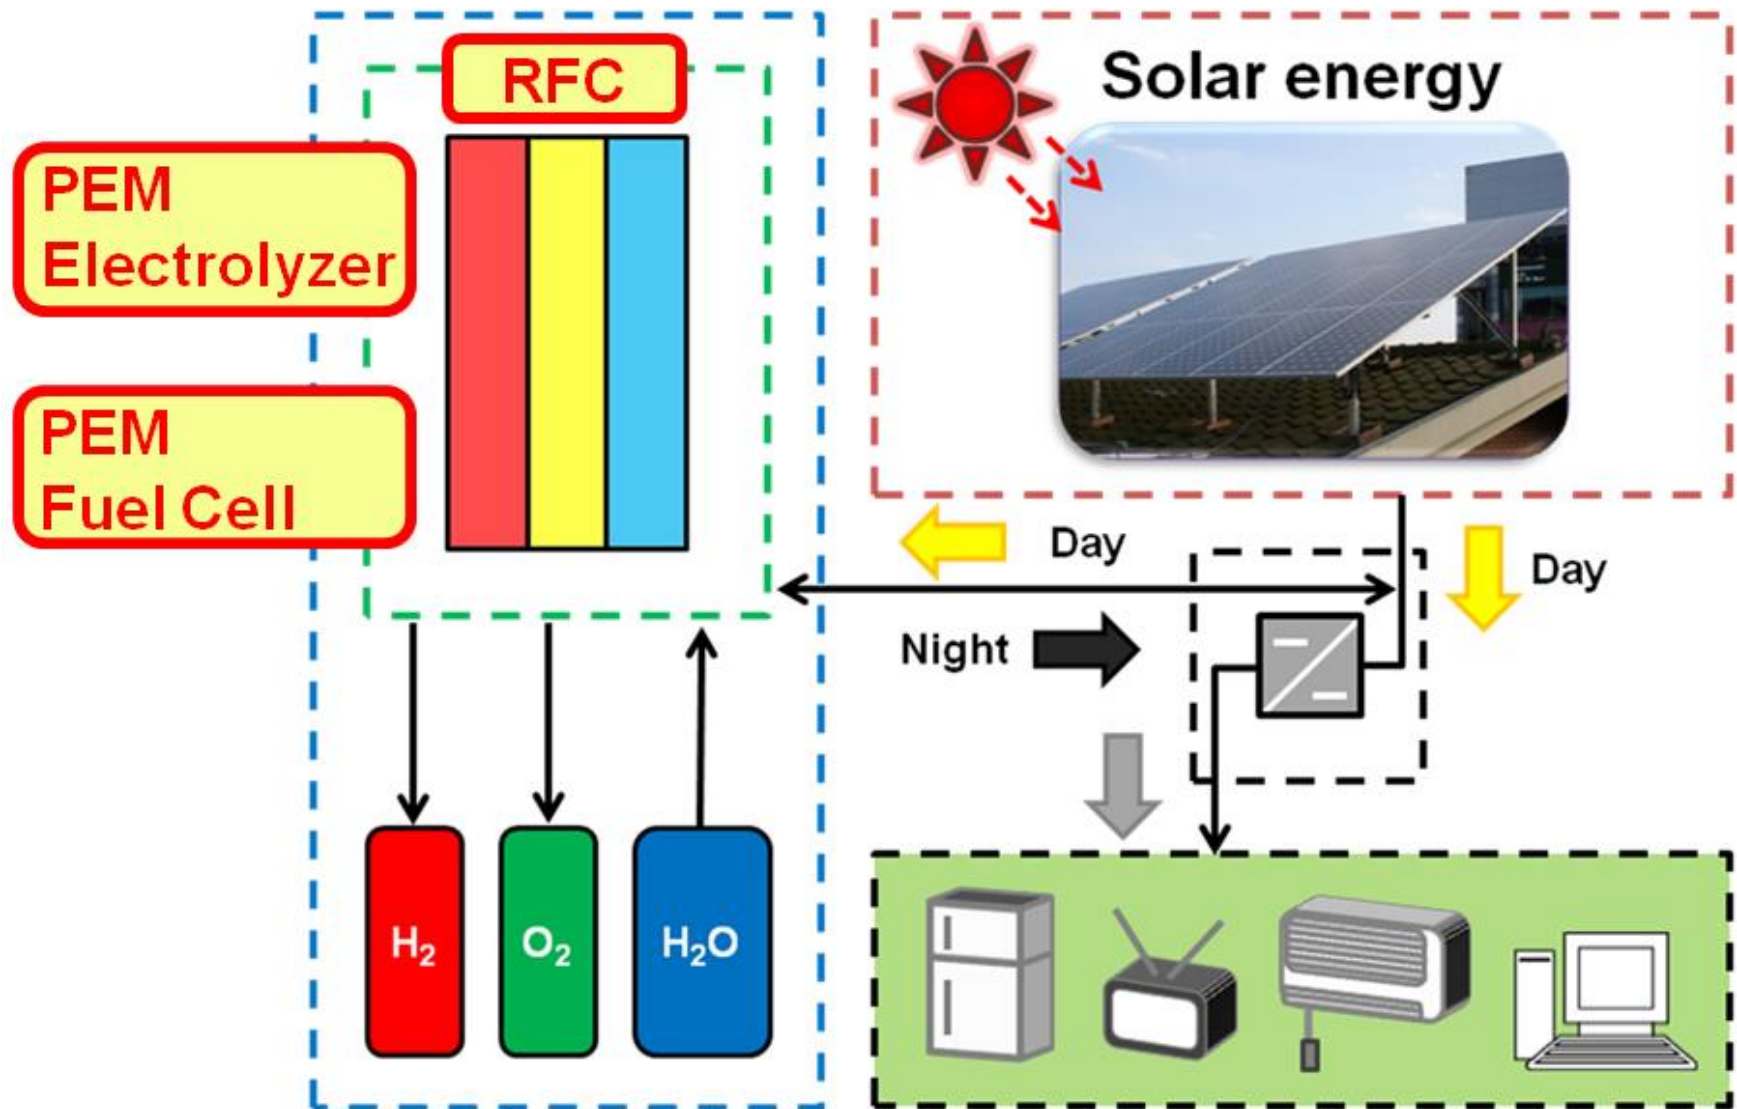 RFC
Solar energy
PEM
Electrolyzer
PEM
Fuel Cell
Day
Day
Night
H₂
O₂
H₂O